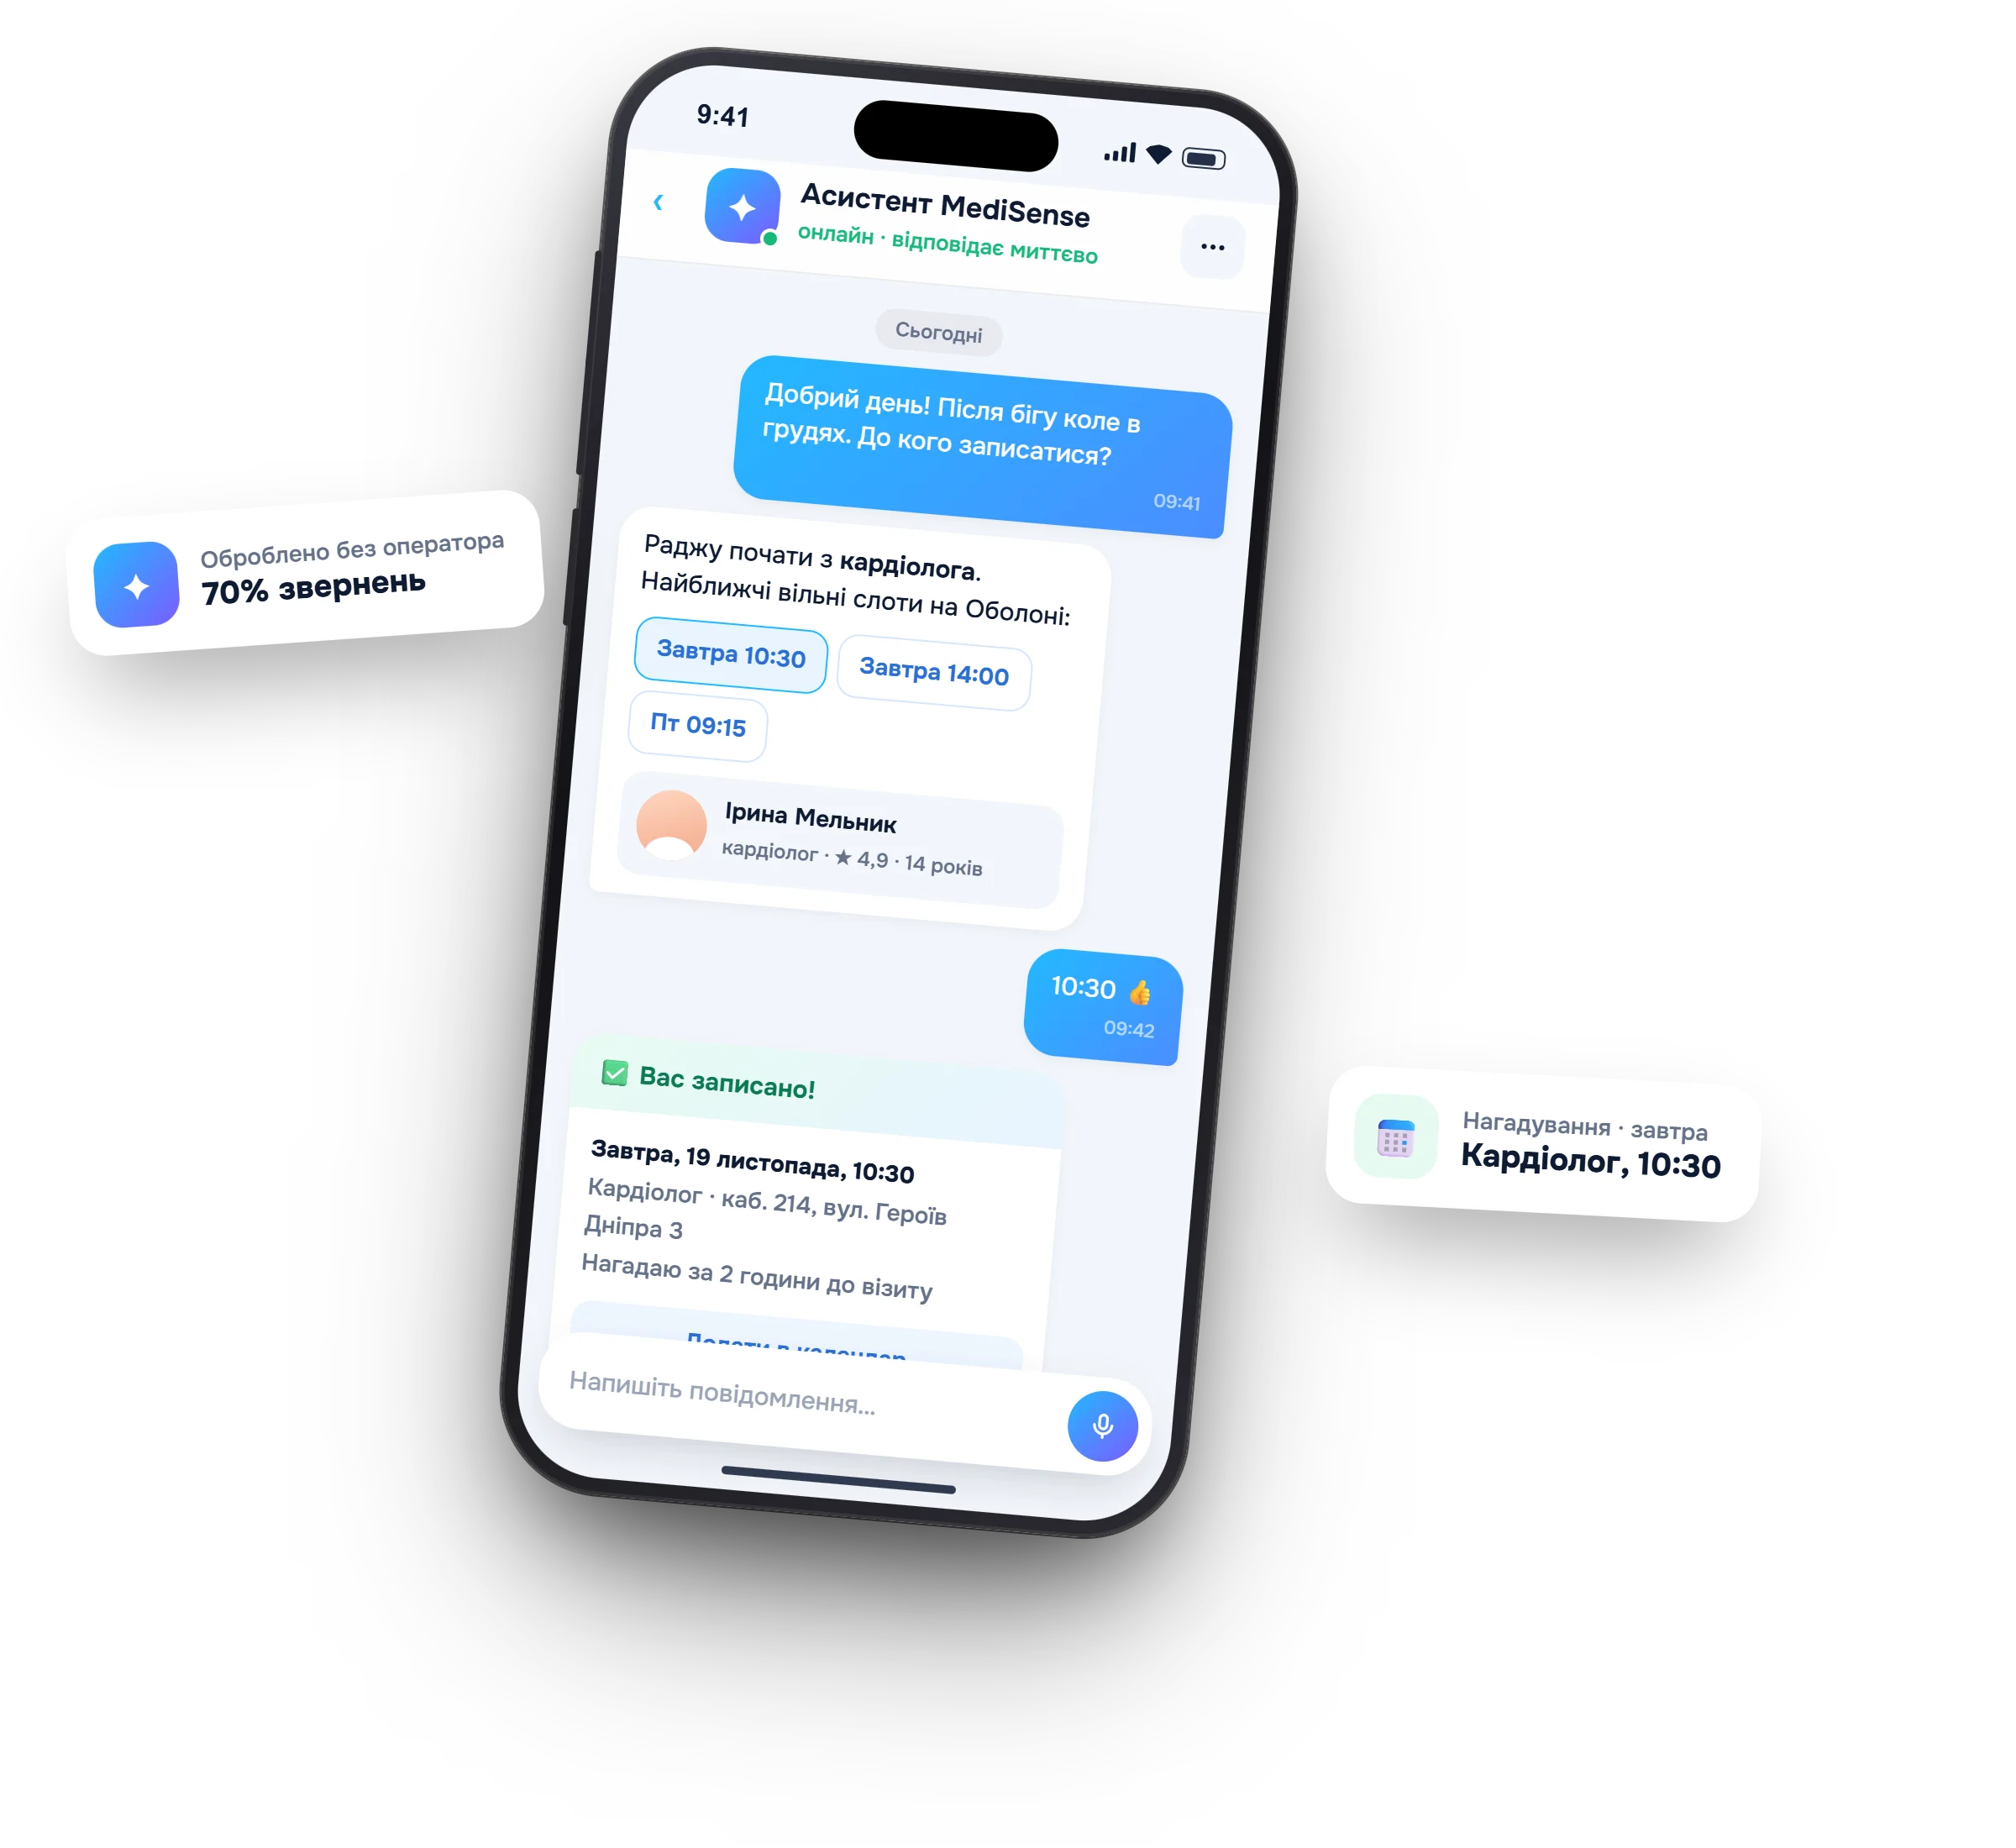 9:41
Асистент MediSense
онлайн · відповідає миттєво
Сьогодні
Добрий день! Після бігу коле в
грудях. До кого записатися?
09:41
Оброблено без оператора
70% звернень
Раджу почати з кардіолога.
Найближчі вільні слоти на Оболоні:
Завтра 10:30
Завтра 14:00
Пт 09:15
Ірина Мельник
кардіолог · ★ 4,9 · 14 років
10:30 👍
09:42
✅ Вас записано!
Завтра, 19 листопада, 10:30
Кардіолог · каб. 214, вул. Героїв
Дніпра 3
Нагадаю за 2 години до візиту
Додати в календар
Нагадування · завтра
Кардіолог, 10:30
Напишіть повідомлення...